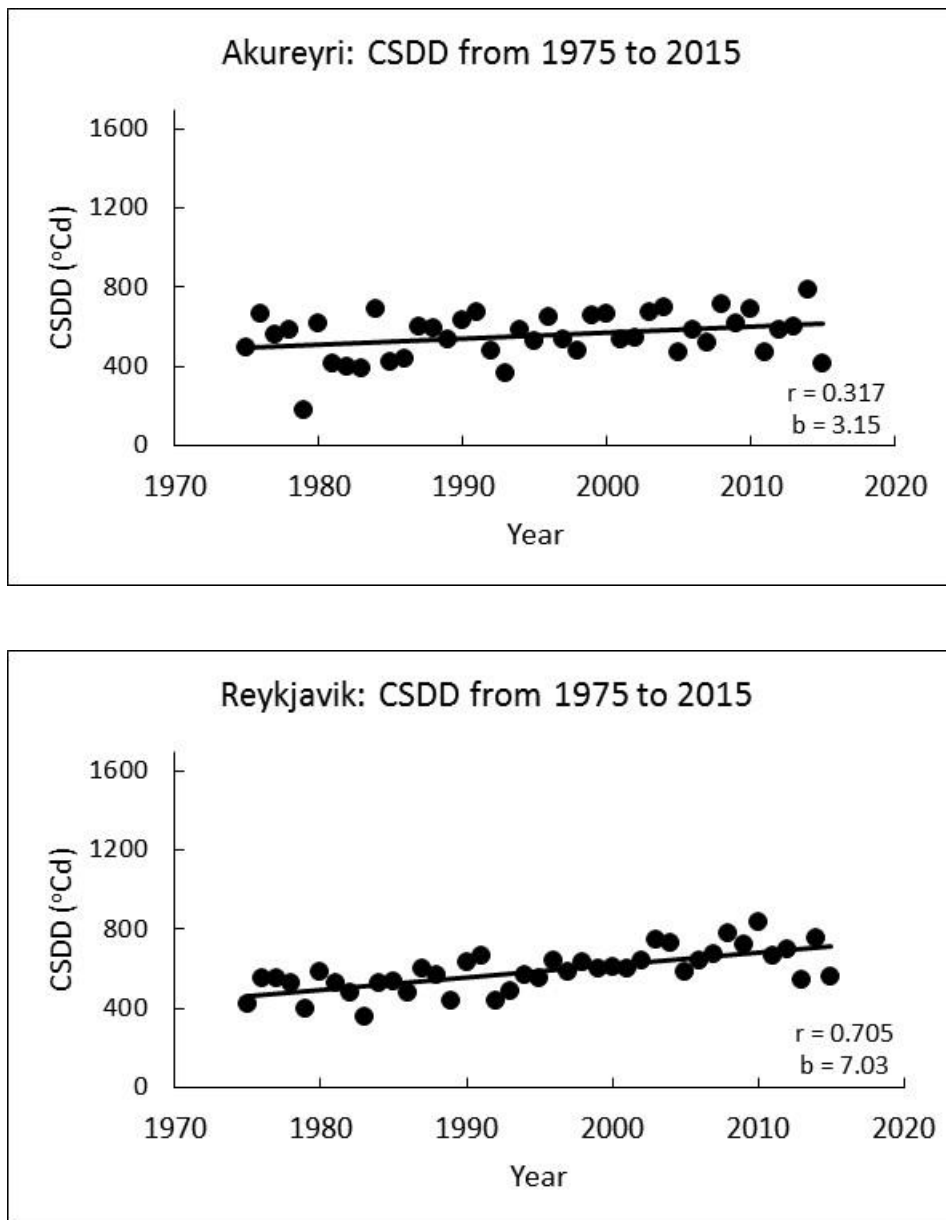 Akureyri: CSDD from 1975 to 2015
1600
1200
800
400
0
CSDD (°Cd)
r = 0.317
b = 3.15
1970 1980 1990 2000 2010 2020
Year
Reykjavik: CSDD from 1975 to 2015
1600
1200
800
400
0
CSDD (°Cd)
r = 0.705
b = 7.03
1970 1980 1990 2000 2010 2020
Year